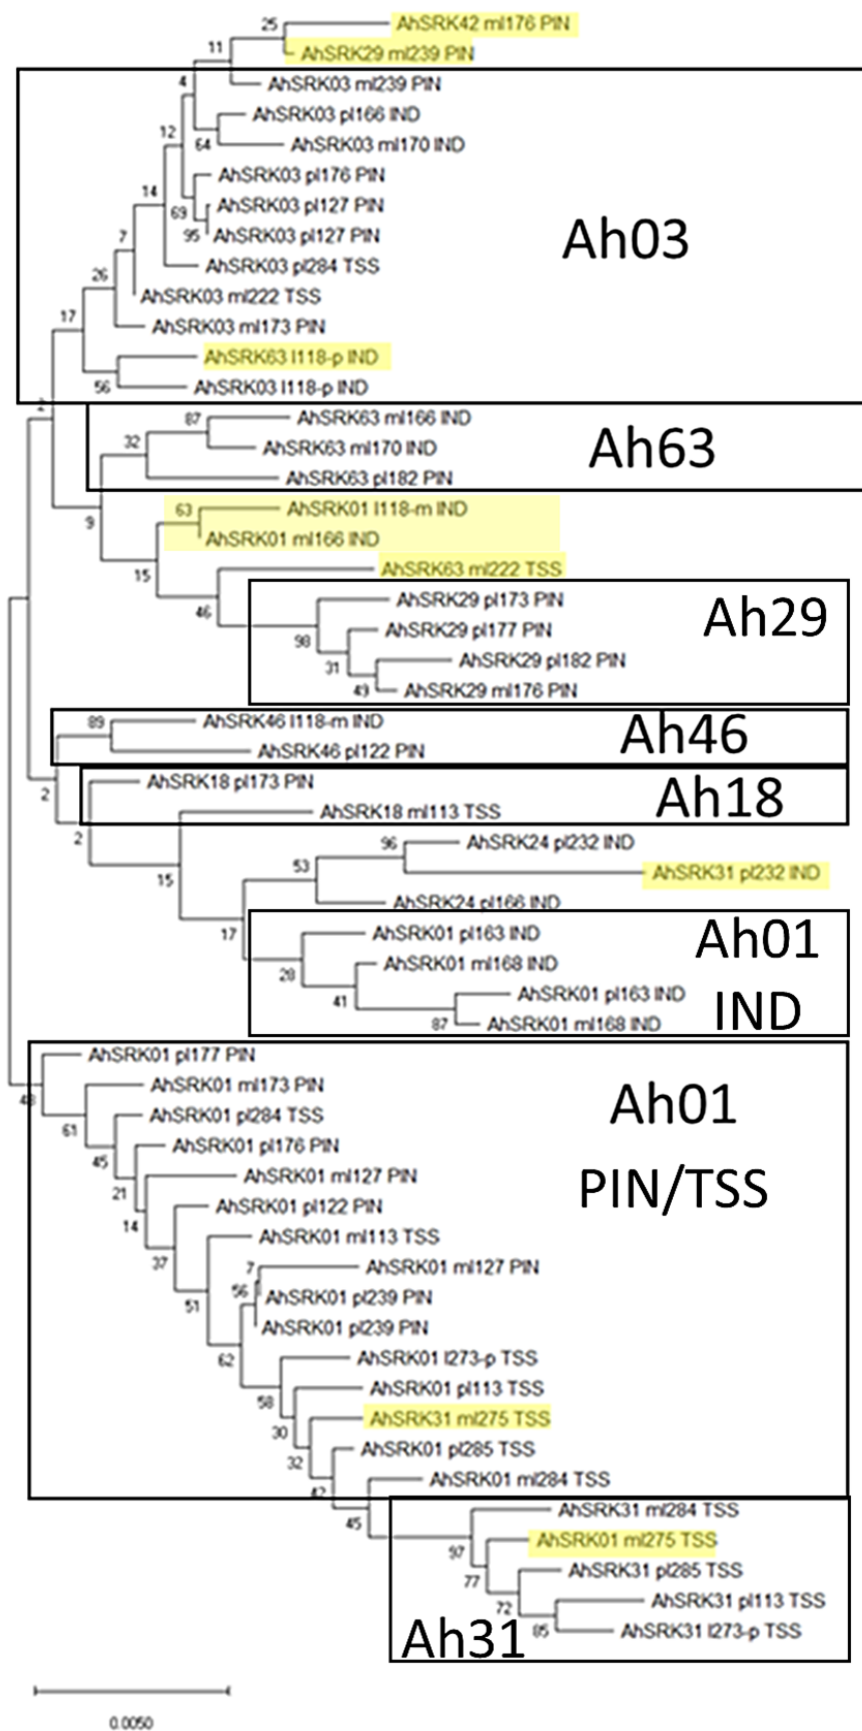 25
AhSRK42 ml176 PIN
11
AhSRK29 ml239 PIN
4
AhSRK03 ml239 PIN
AhSRK03 pl166 IND
12
64
AhSRK03 ml170 IND
AhSRK03 pl176 PIN
14
69
AhSRK03 pl127 PIN
95
AhSRK03 pl127 PIN
Ah03
7
AhSRK03 pl284 TSS
26
AhSRK03 ml222 TSS
17
AhSRK03 ml173 PIN
AhSRK63 l118-p IND
56
AhSRK03 l118-p IND
2
87
AhSRK63 ml166 IND
32
AhSRK63 ml170 IND
Ah63
AhSRK63 pl182 PIN
63
AhSRK01 l118-m IND
9
AhSRK01 ml166 IND
15
AhSRK63 ml222 TSS
46
AhSRK29 pl173 PIN
Ah29
98
AhSRK29 pl177 PIN
31
AhSRK29 pl182 PIN
49
AhSRK29 ml176 PIN
89
AhSRK46 l118-m IND
Ah46
AhSRK46 pl122 PIN
2
AhSRK18 pl173 PIN
Ah18
AhSRK18 ml113 TSS
2
96
AhSRK24 pl232 IND
53
AhSRK31 pl232 IND
15
AhSRK24 pl166 IND
17
AhSRK01 pl163 IND
Ah01
28
AhSRK01 ml168 IND
41
AhSRK01 pl163 IND
IND
87
AhSRK01 ml168 IND
AhSRK01 pl177 PIN
48
AhSRK01 ml173 PIN
Ah01
61
AhSRK01 pl284 TSS
45
AhSRK01 pl176 PIN
21
AhSRK01 ml127 PIN
PIN/TSS
14
AhSRK01 pl122 PIN
37
AhSRK01 ml113 TSS
7
AhSRK01 ml127 PIN
56
AhSRK01 pl239 PIN
51
AhSRK01 pl239 PIN
62
AhSRK01 l273-p TSS
58
AhSRK01 pl113 TSS
30
AhSRK31 ml275 TSS
32
AhSRK01 pl285 TSS
42
AhSRK01 ml284 TSS
45
AhSRK31 ml284 TSS
97
AhSRK01 ml275 TSS
77
AhSRK31 pl285 TSS
72
AhSRK31 pl113 TSS
85
AhSRK31 l273-p TSS
Ah31
0.0050